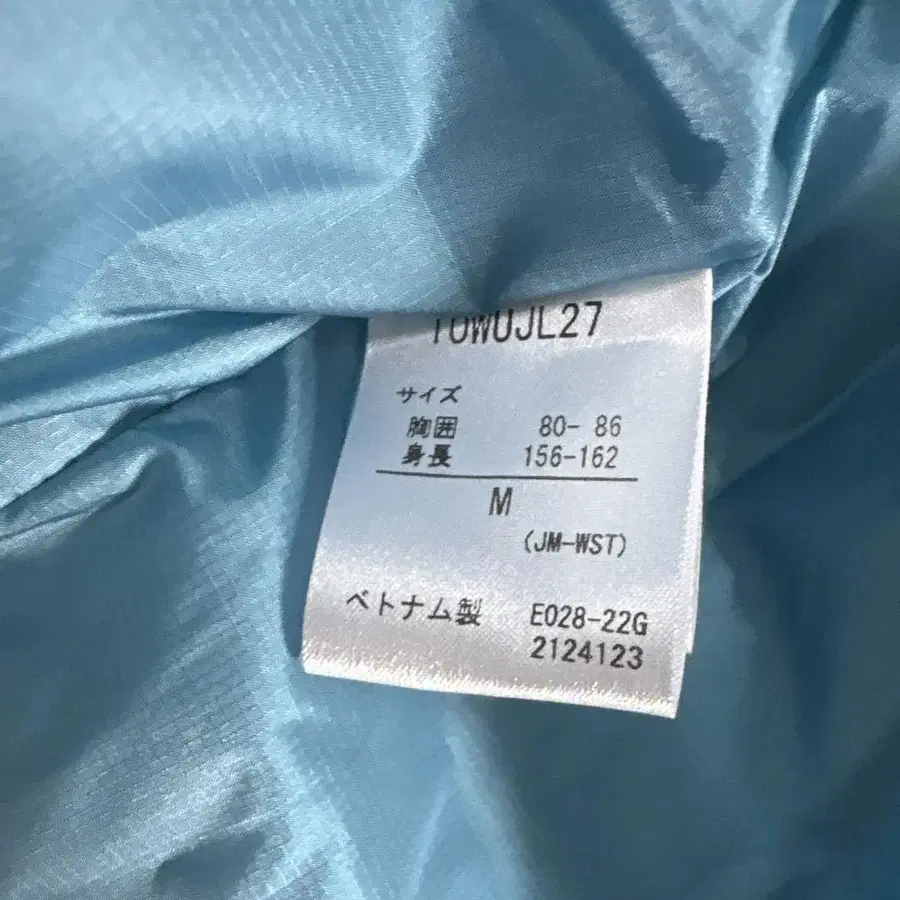 TOWUJL27
サイズ
胸囲 80- 86
身長 156-162
M
(JM-WST)
ベトナム製 E028-22G
2124123